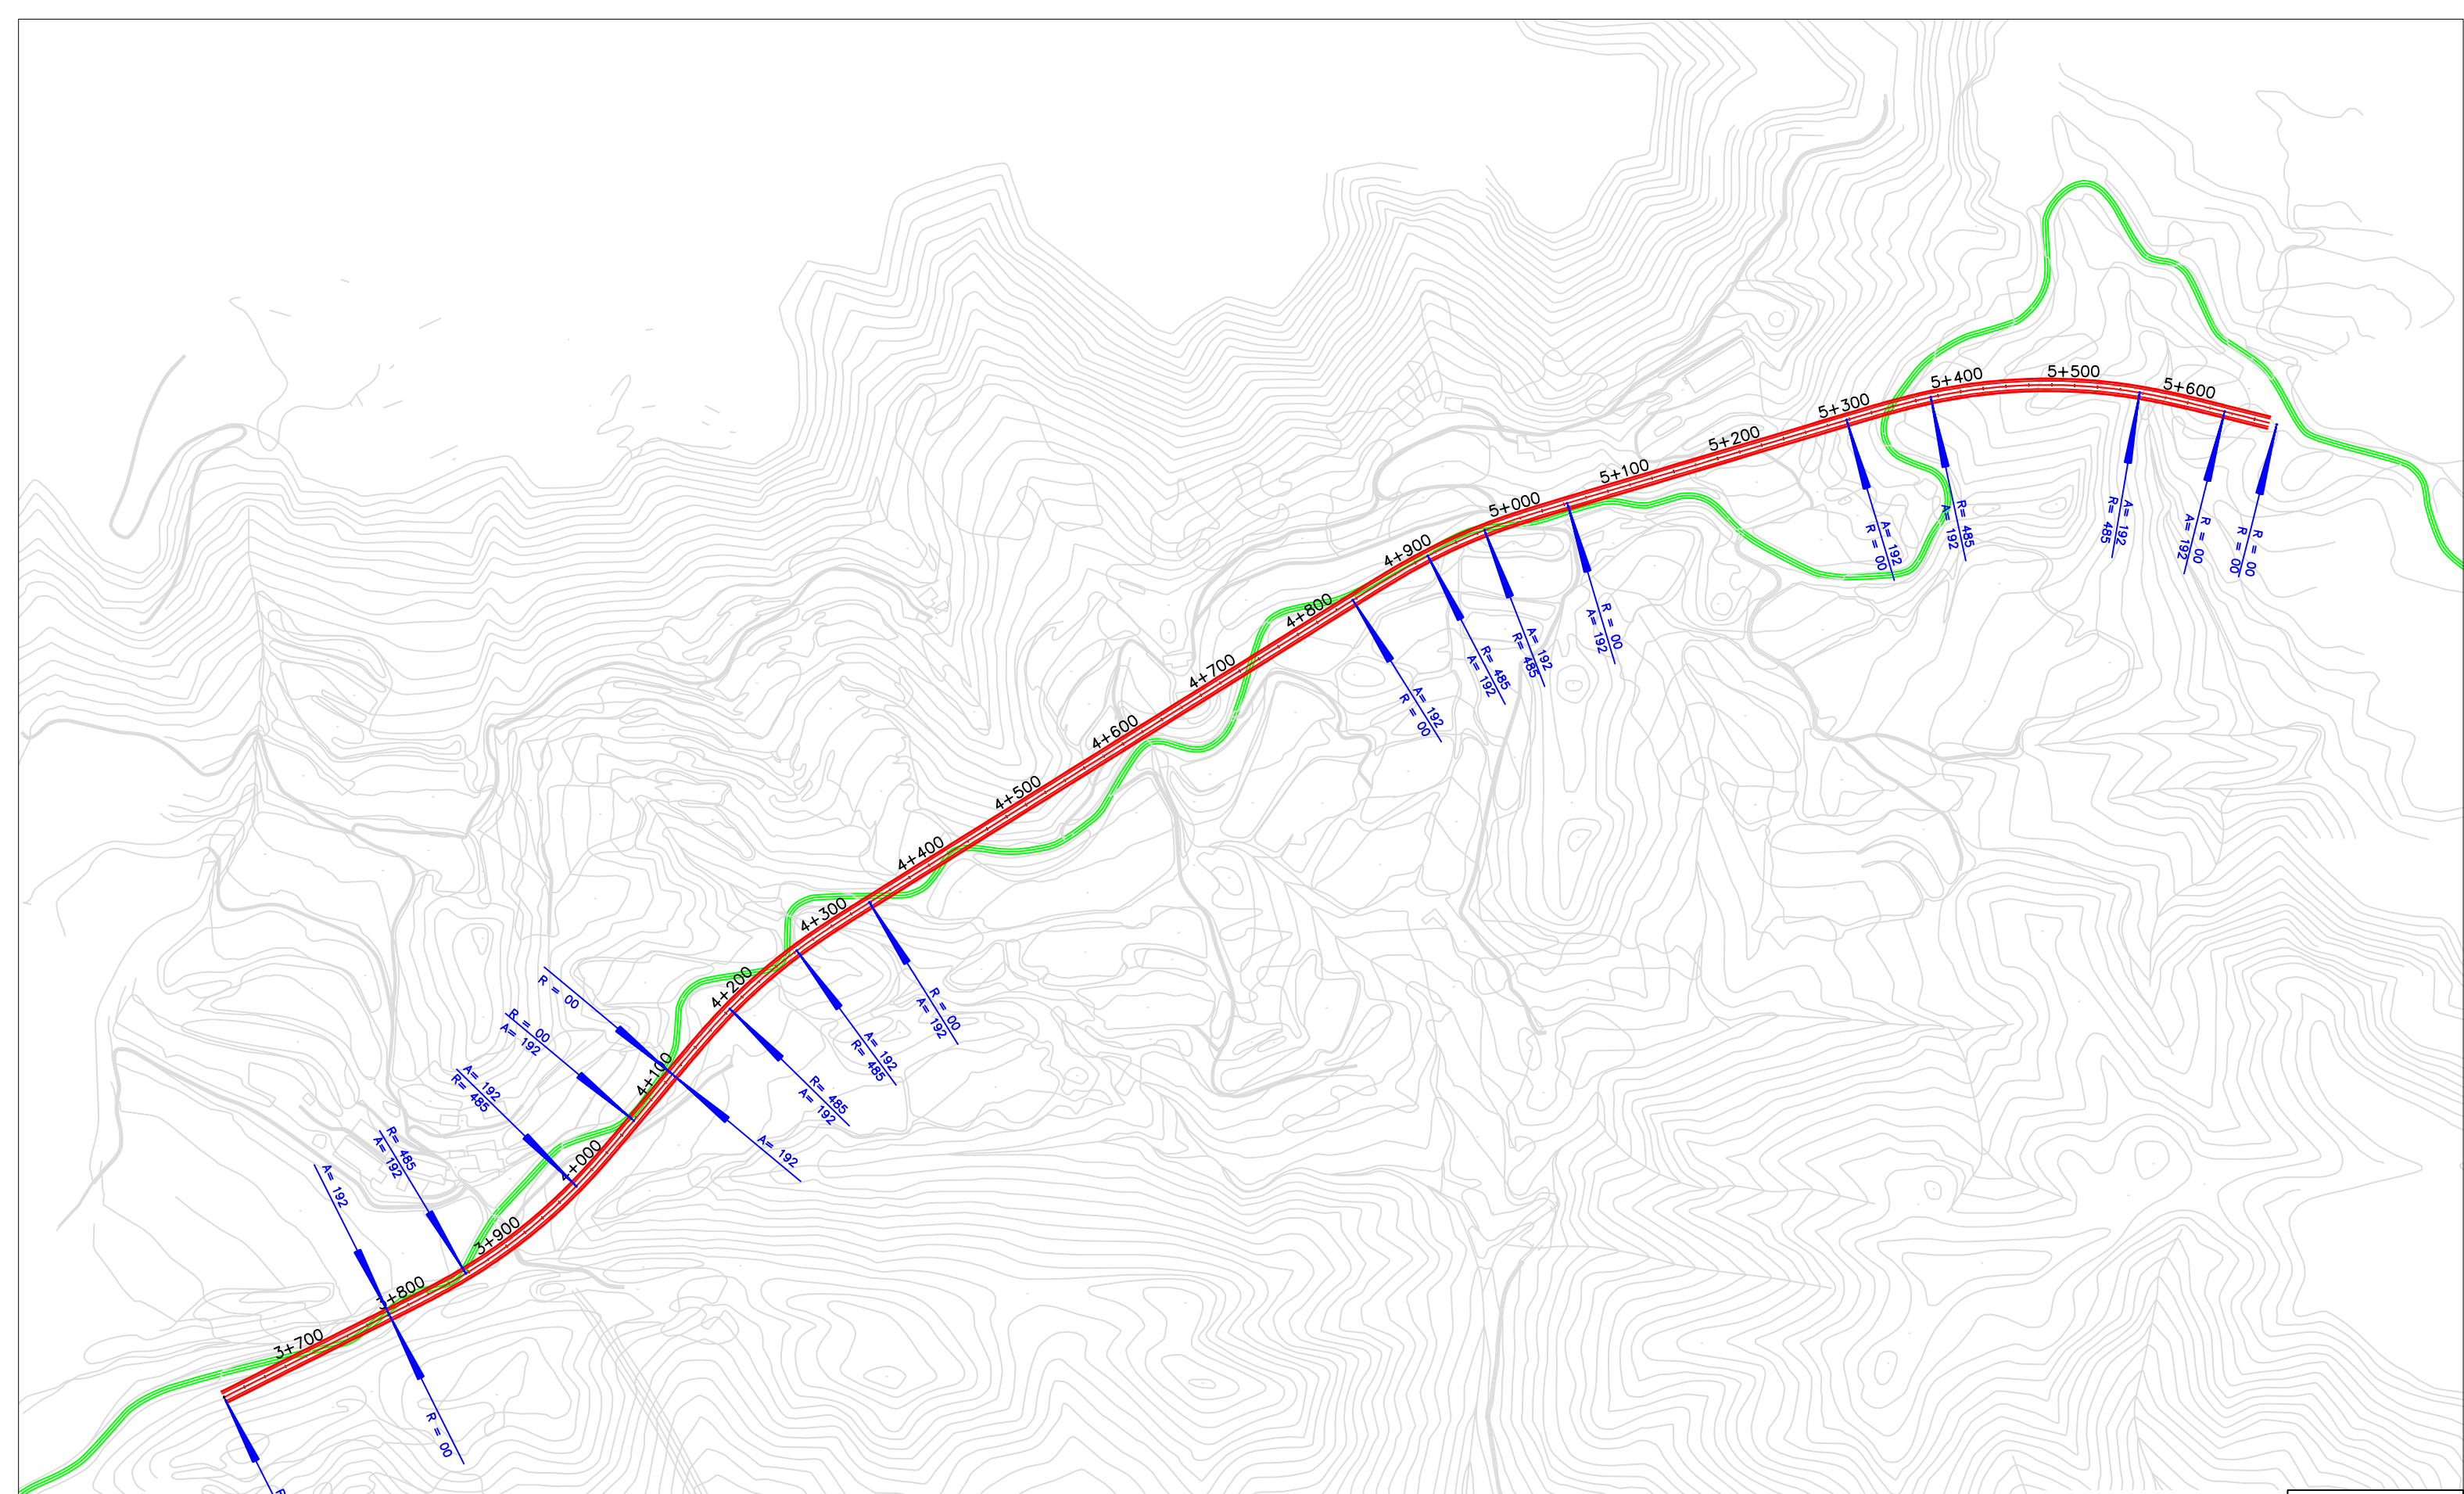 3+700
3+800
3+900
4+000
4+100
4+200
4+300
4+400
4+500
4+600
4+700
4+800
4+900
5+000
5+100
5+200
5+300
5+400
5+500
5+600
A= 192
R = 00
R= 485
A= 192
A= 192
R= 485
R = 00
A= 192
R = 00
A= 192
R= 485
A= 192
A= 192
R= 485
R = 00
A= 192
A= 192
R = 00
R= 485
A= 192
A= 192
R= 485
R = 00
A= 192
A= 192
R = 00
R= 485
A= 192
A= 192
R= 485
R = 00
A= 192
R = 00
R = 00